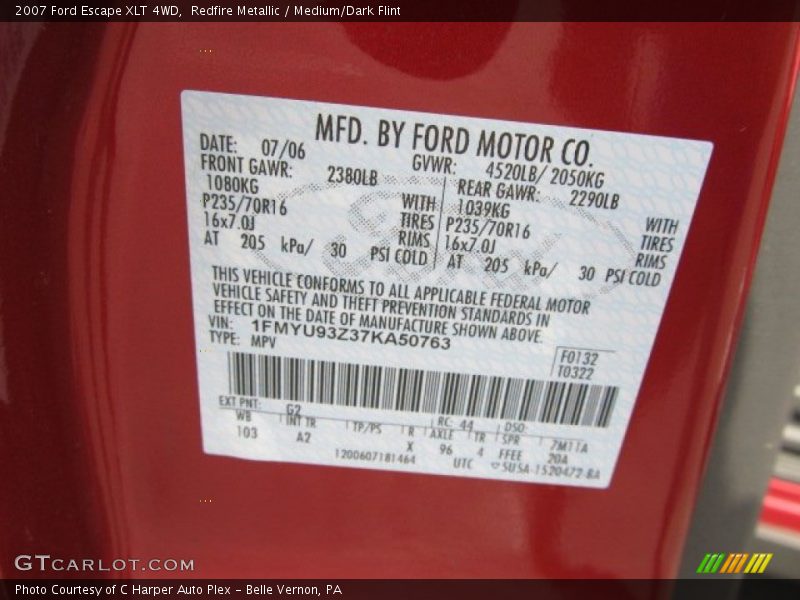 2007 Ford Escape XLT 4WD, Redfire Metallic / Medium/Dark Flint
MFD. BY FORD MOTOR CO.
DATE: 07/06 GVWR: 4520LB/ 2050KG
FRONT GAWR: 2380LB REAR GAWR: 2290LB
1080KG WITH 1039KG WITH
P235/70R16 TIRES P235/70R16 TIRES
16x7.0J RIMS 16x7.0J RIMS
AT 205 kPa/ 30 PSI COLD AT 205 kPa/ 30 PSI COLD
THIS VEHICLE CONFORMS TO ALL APPLICABLE FEDERAL MOTOR
VEHICLE SAFETY AND THEFT PREVENTION STANDARDS IN
EFFECT ON THE DATE OF MANUFACTURE SHOWN ABOVE.
VIN: 1FMYU93Z37KA50763
TYPE: MPV
F0132
T0322
EXT PNT: G2 RC: 44 DSO:
WB INT TR TP/PS R AXLE TR SPR 7M11A
103 A2 X 96 4 FFEE 20A
1200607181464 UTC 5U5A-1520472-BA
GTCARLOT.COM
Photo Courtesy of C Harper Auto Plex – Belle Vernon, PA